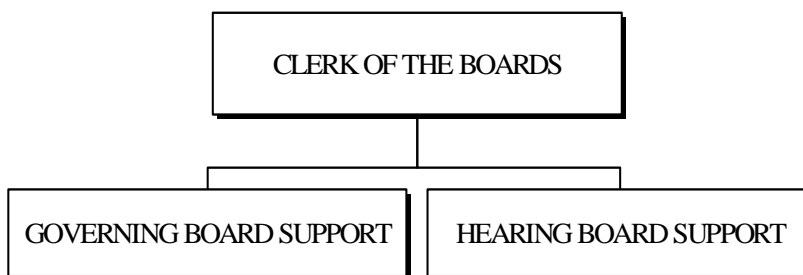 CLERK OF THE BOARDS
GOVERNING BOARD SUPPORT
HEARING BOARD SUPPORT